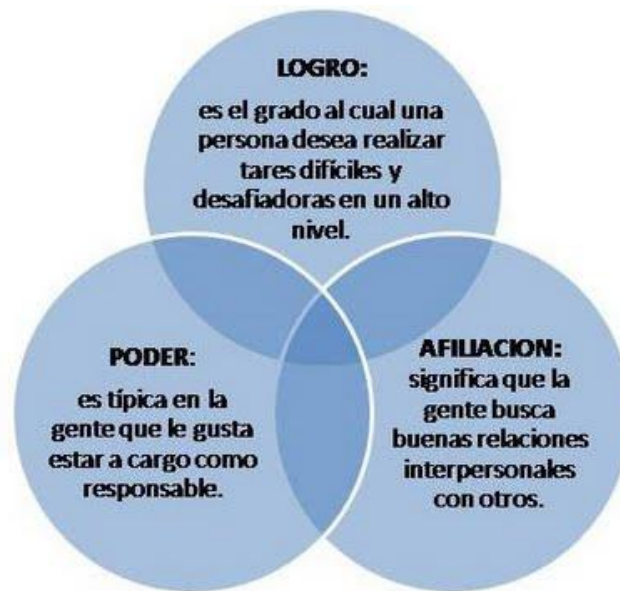 LOGRO:
es el grado al cual una
persona desea realizar
tares difíciles y
desafiadoras en un alto
nivel.
PODER:
es típica en la
gente que le gusta
estar a cargo como
responsable.
AFILIACION:
significa que la
gente busca
buenas relaciones
interpersonales
con otros.